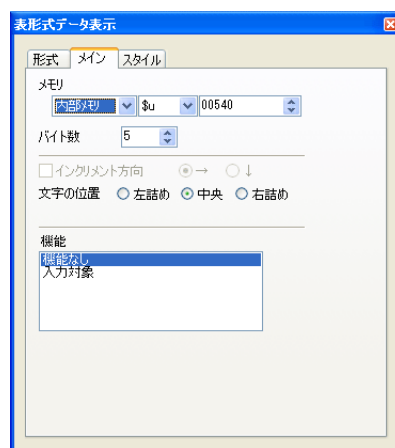 表形式データ表示
形式 メイン スタイル
メモリ
内部メモリ $u 00540
バイト数 5
インクリメント方向 → ↓
文字の位置 左詰め 中央 右詰め
機能
機能なし
入力対象